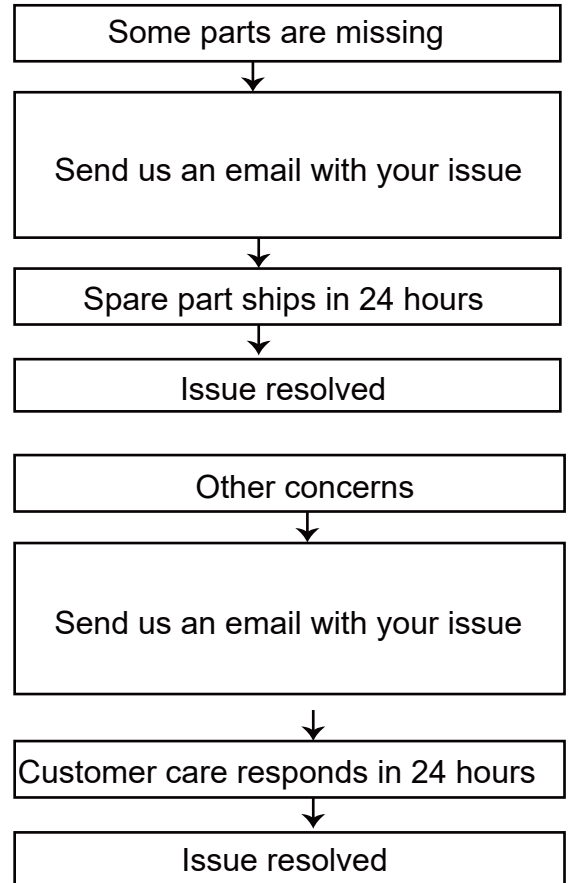 Some parts are missing
Send us an email with your issue
Spare part ships in 24 hours
Issue resolved
Other concerns
Send us an email with your issue
Customer care responds in 24 hours
Issue resolved